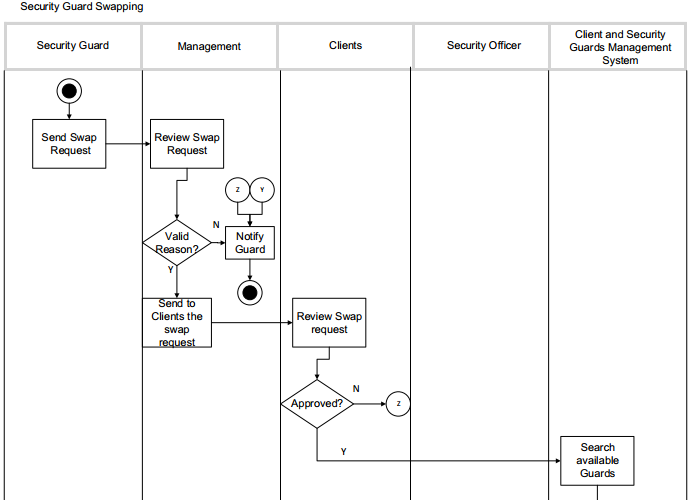 Security Guard Swapping
Security Guard
Management
Clients
Security Officer
Client and Security
Guards Management
System
Send Swap
Request
Review Swap
Request
Z
Y
Valid
Reason?
N
Notify
Guard
Y
Send to
Clients the
swap
request
Review Swap
request
Approved?
N
Z
Y
Search
available
Guards